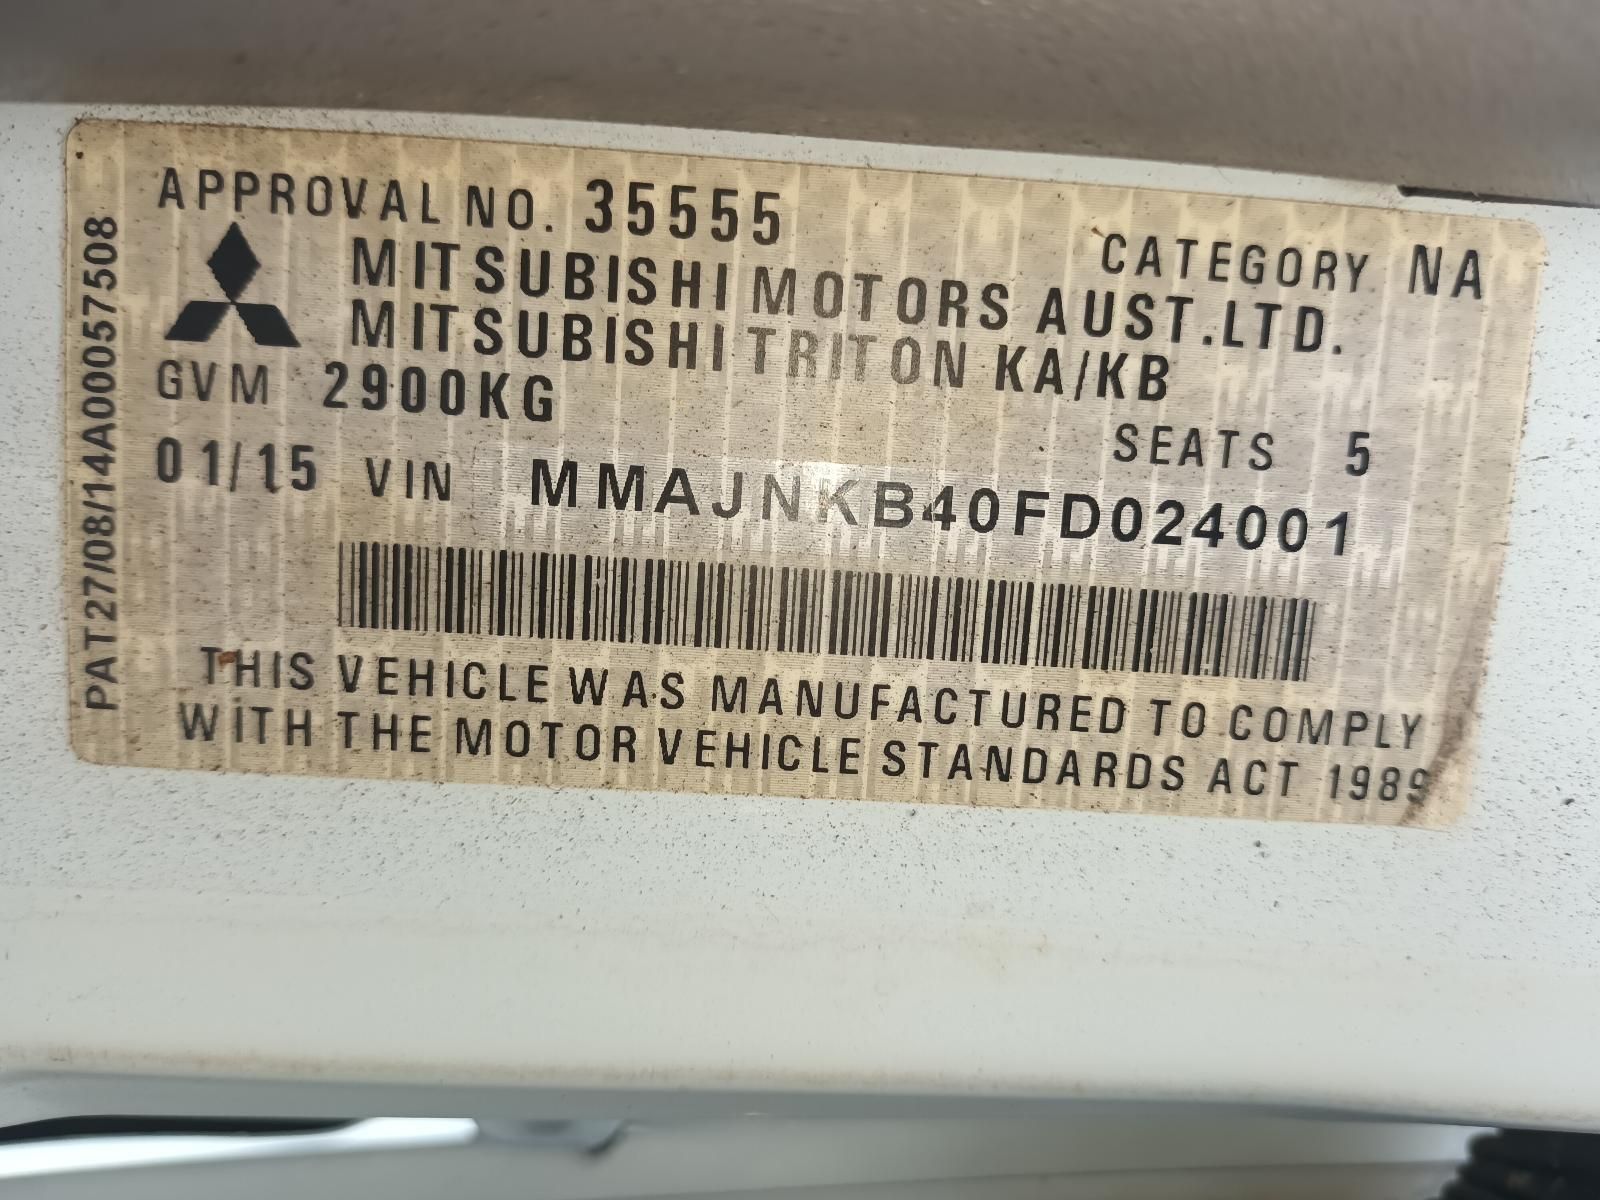 APPROVAL NO. 35555
CATEGORY NA
MITSUBISHI MOTORS AUST.LTD.
MITSUBISHI TRITON KA/KB
GVM 2900KG
SEATS 5
01/15 VIN MMAJNKB40FD024001
THIS VEHICLE WAS MANUFACTURED TO COMPLY
WITH THE MOTOR VEHICLE STANDARDS ACT 1989
PAT27/08/14A00057508